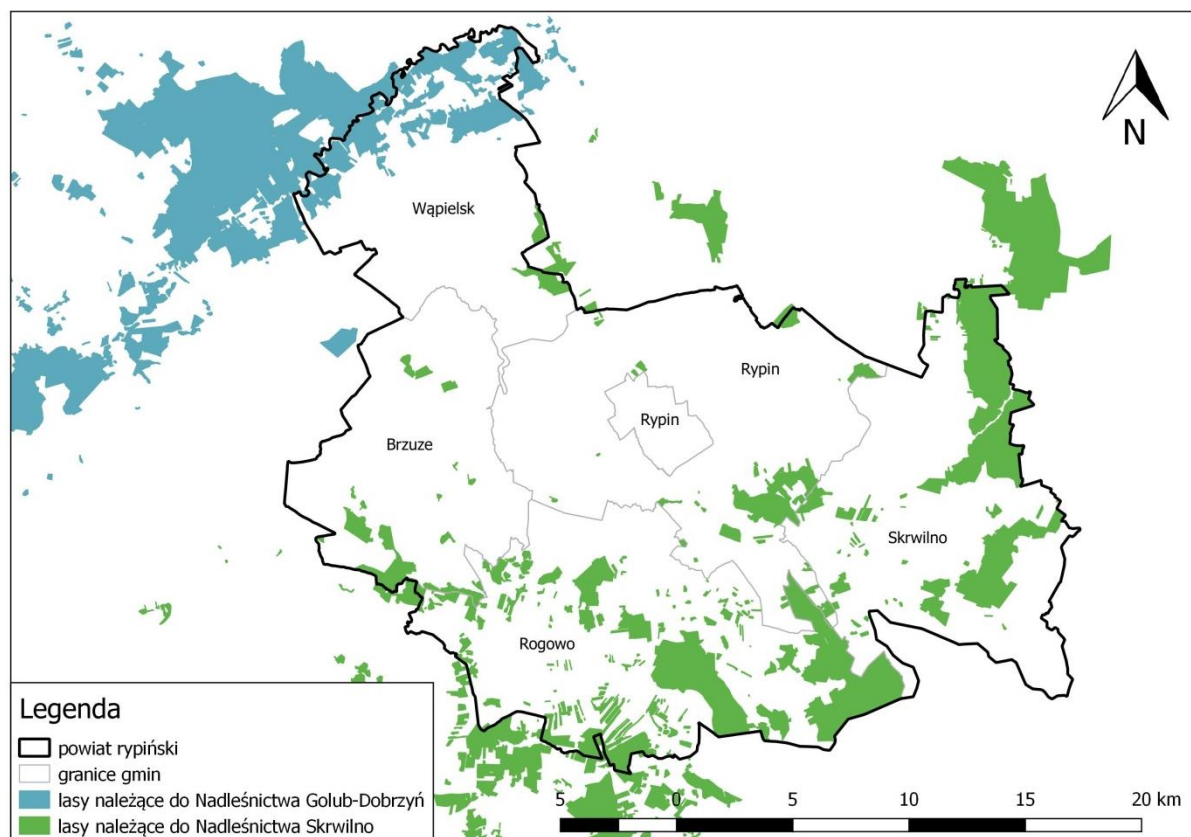 N
Wąpielsk
Rypin
Rypin
Brzuze
Skrwilno
Rogowo
Legenda
powiat rypiński
granice gmin
lasy należące do Nadleśnictwa Golub-Dobrzyń
lasy należące do Nadleśnictwa Skrwilno
5 0 5 10 15 20 km